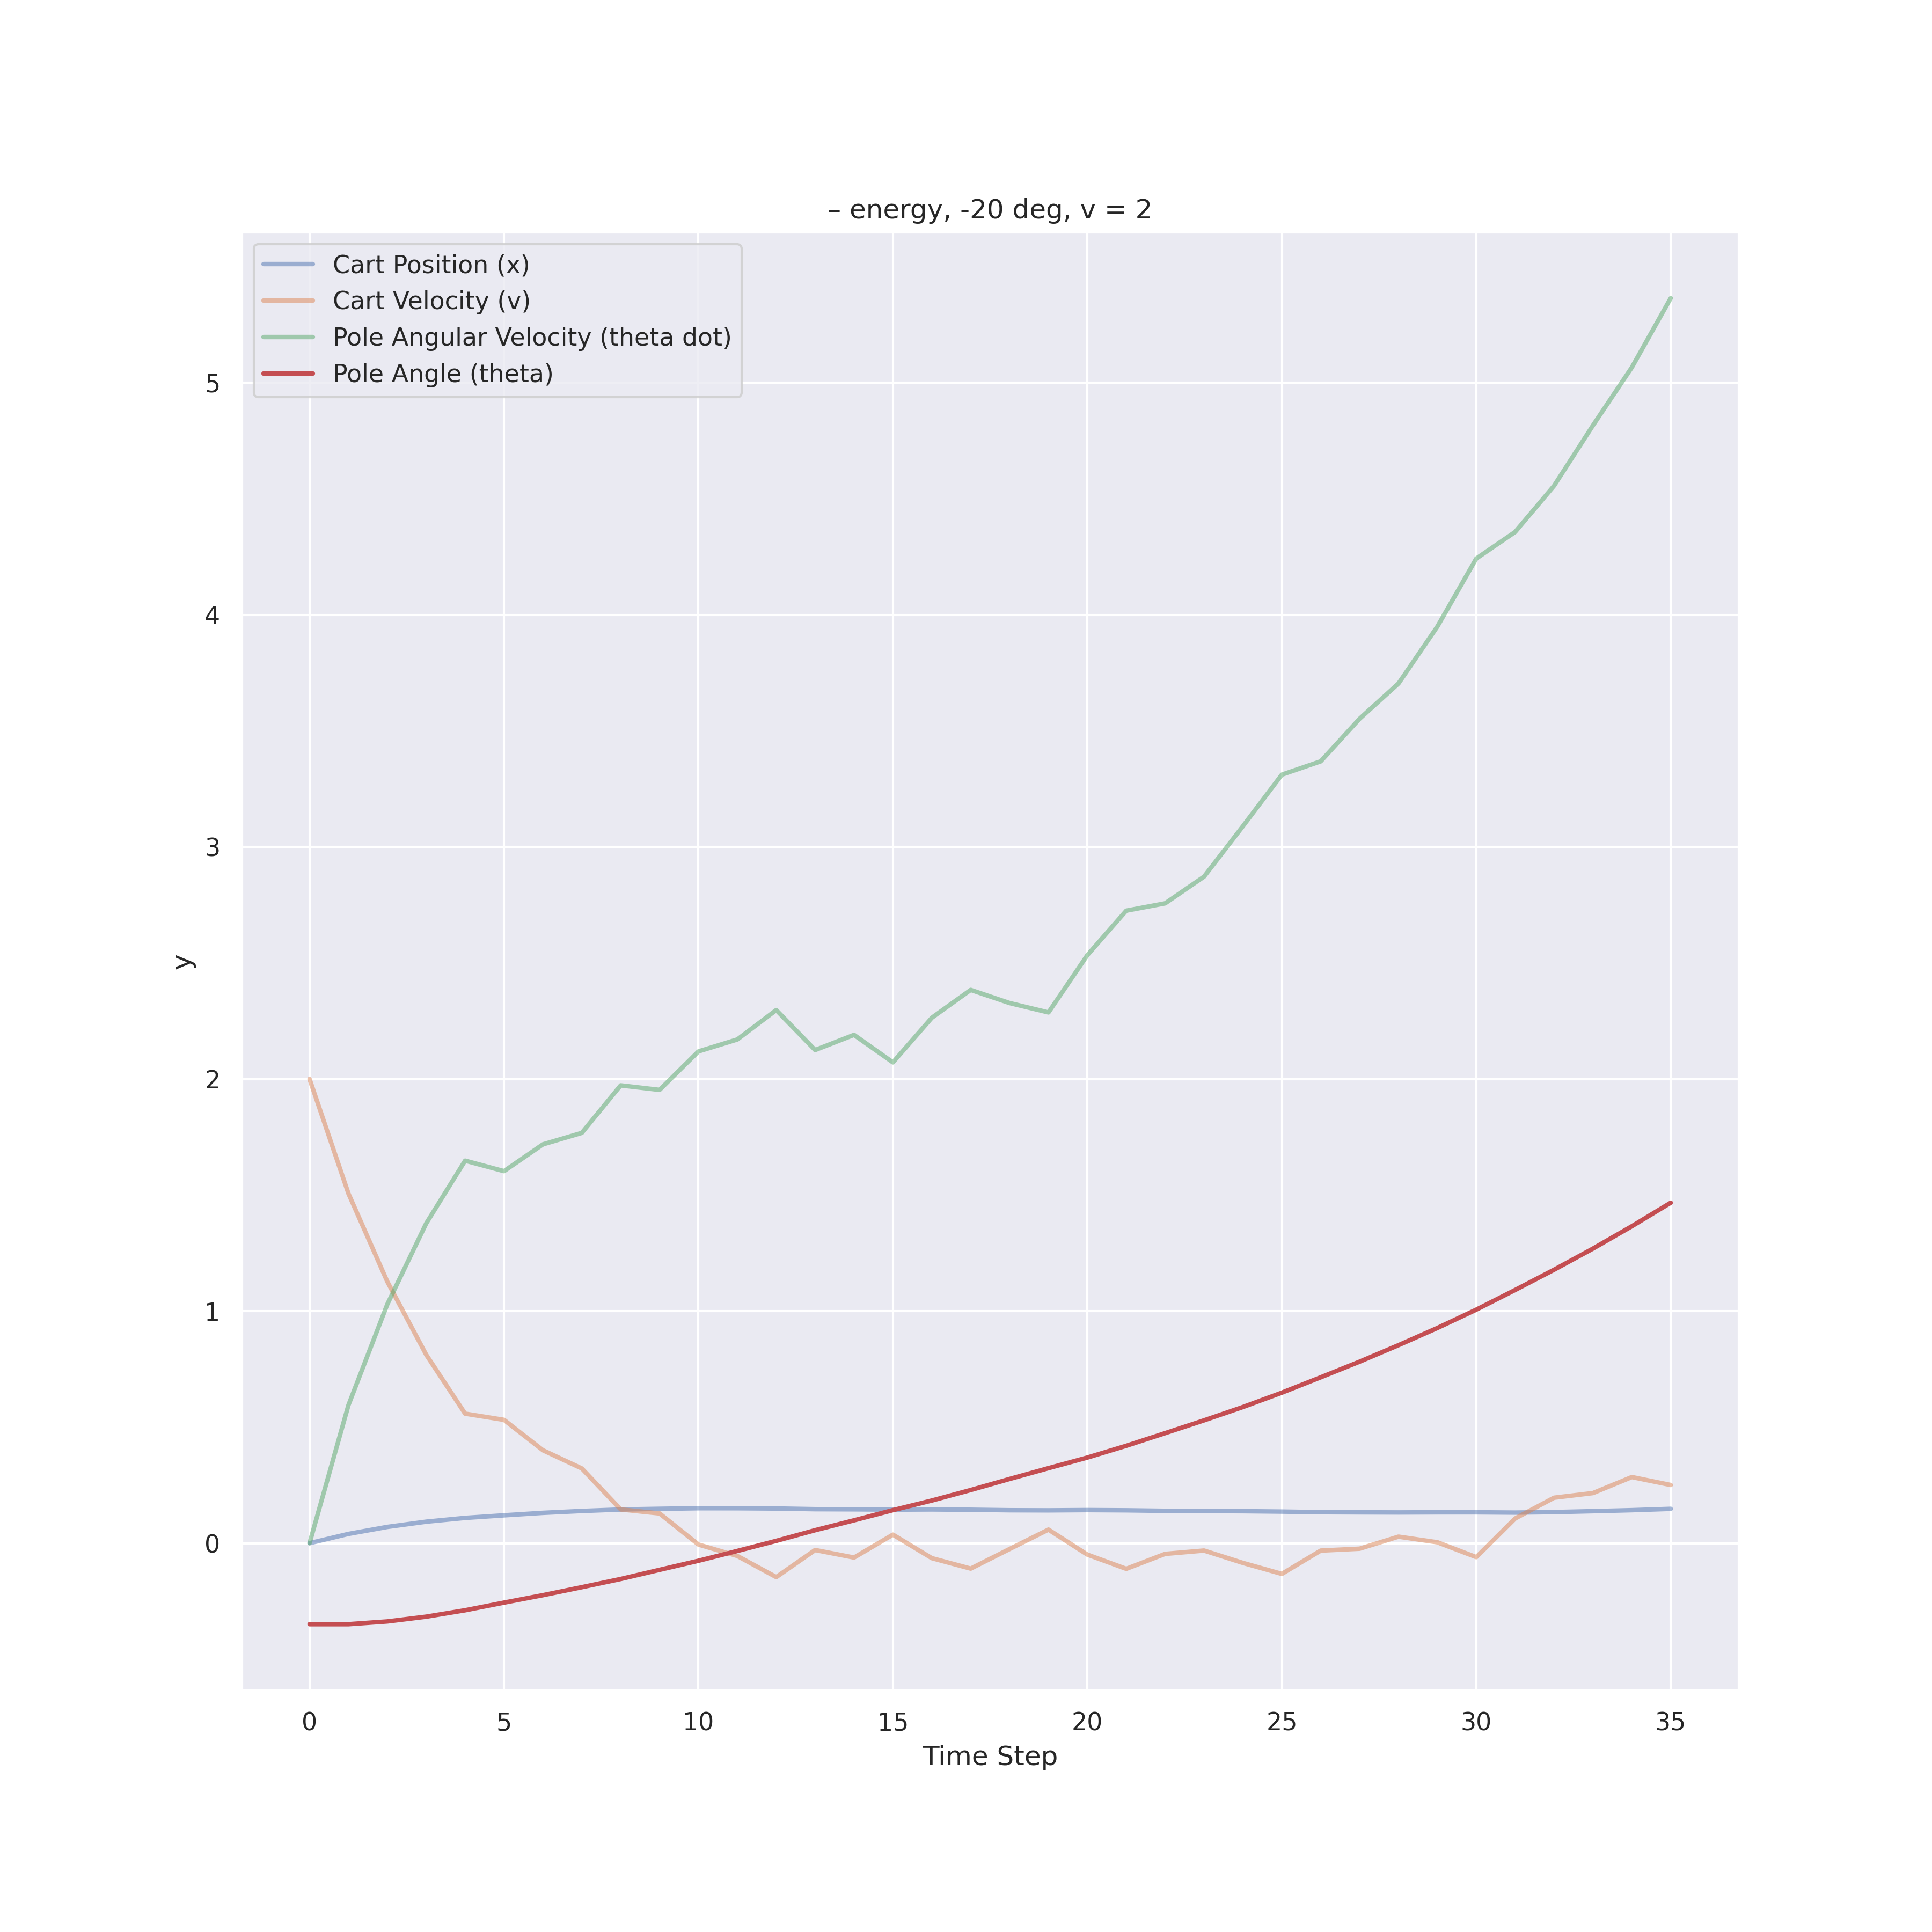 – energy, -20 deg, v = 2
Cart Position (x)
Cart Velocity (v)
Pole Angular Velocity (theta dot)
Pole Angle (theta)
5
4
3
2
1
0
y
0 5 10 15 20 25 30 35
Time Step